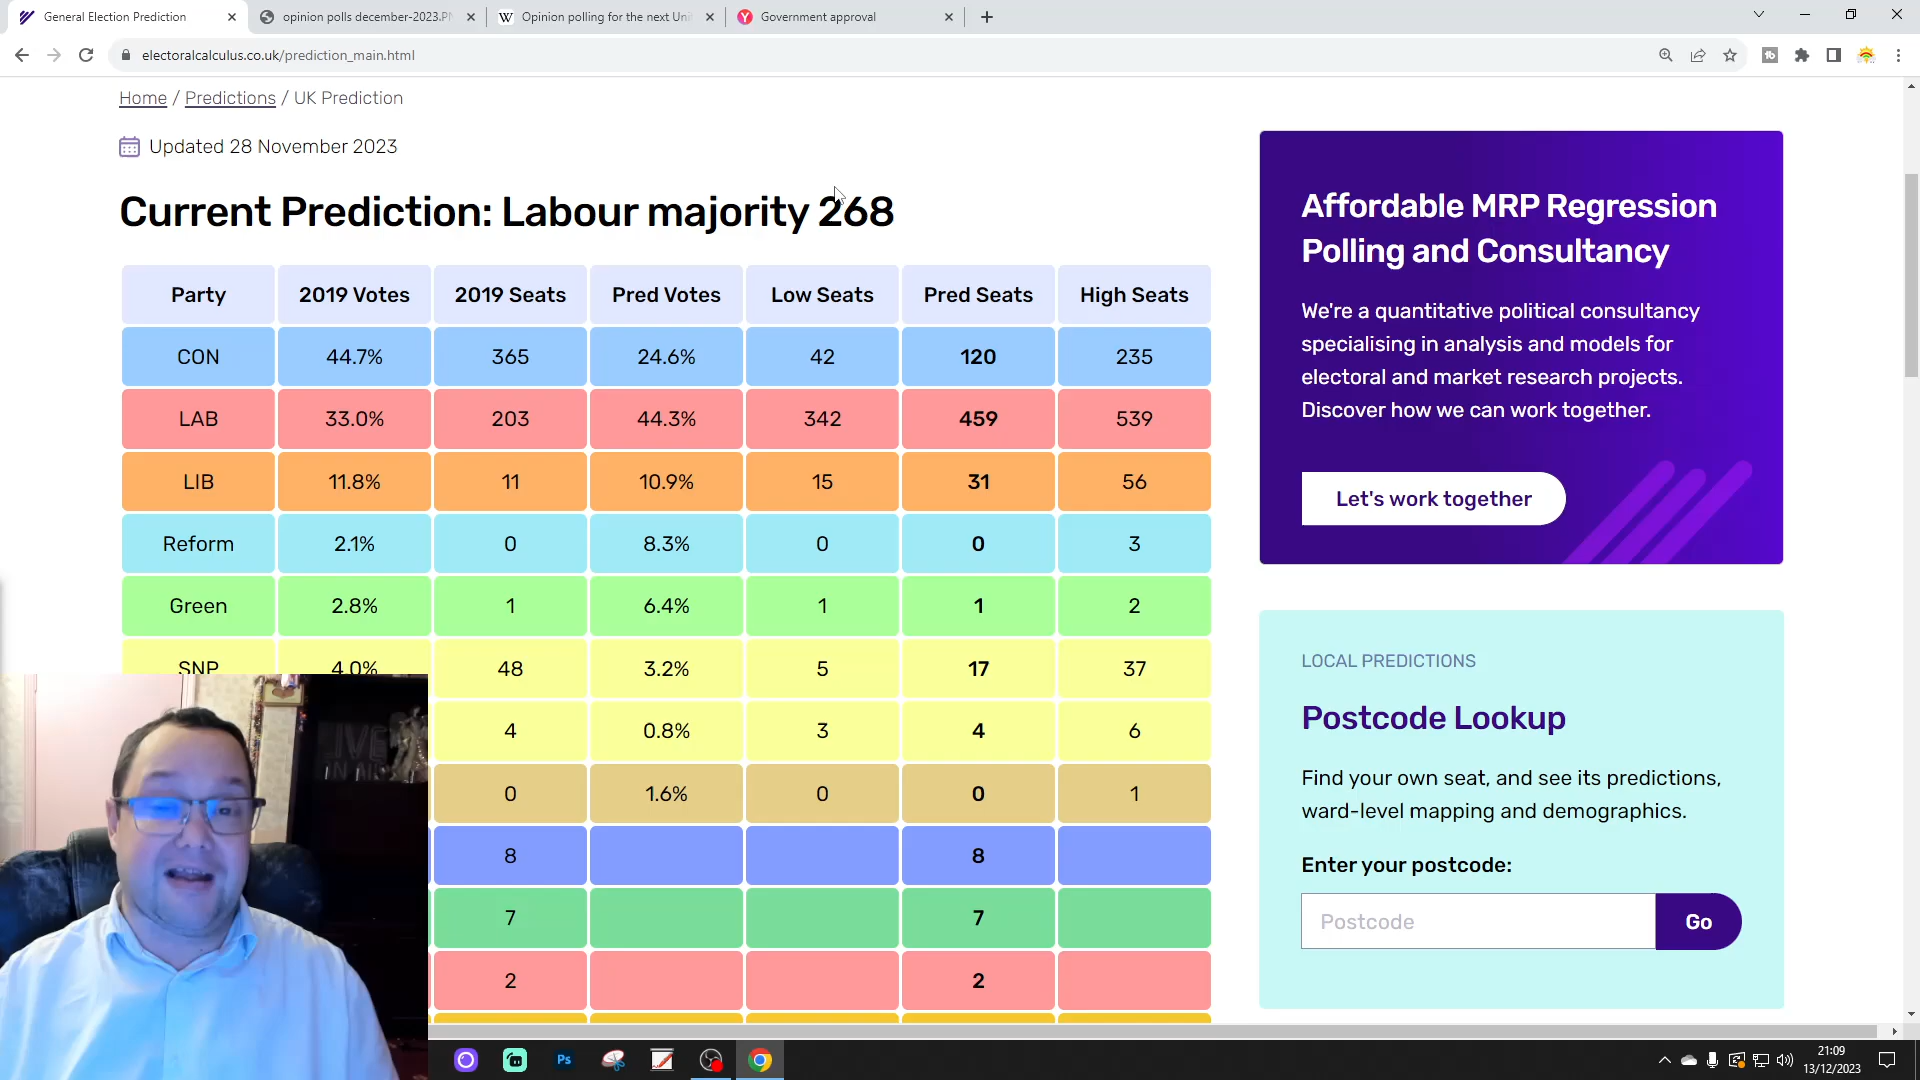 General Election Prediction
opinion polls december-2023.PN
Opinion polling for the next Uni
Government approval
electoralcalculus.co.uk/prediction_main.html
Home / Predictions / UK Prediction
Updated 28 November 2023
Current Prediction: Labour majority 268
Party 2019 Votes 2019 Seats Pred Votes Low Seats Pred Seats High Seats
CON 44.7% 365 24.6% 42 120 235
LAB 33.0% 203 44.3% 342 459 539
LIB 11.8% 11 10.9% 15 31 56
Reform 2.1% 0 8.3% 0 0 3
Green 2.8% 1 6.4% 1 1 2
SNP 4.0% 48 3.2% 5 17 37
4 0.8% 3 4 6
0 1.6% 0 0 1
8 8
7 7
2 2
Affordable MRP Regression
Polling and Consultancy
We're a quantitative political consultancy
specialising in analysis and models for
electoral and market research projects.
Discover how we can work together.
Let's work together
LOCAL PREDICTIONS
Postcode Lookup
Find your own seat, and see its predictions,
ward-level mapping and demographics.
Enter your postcode:
Postcode
Go
Ps
21:09
13/12/2023